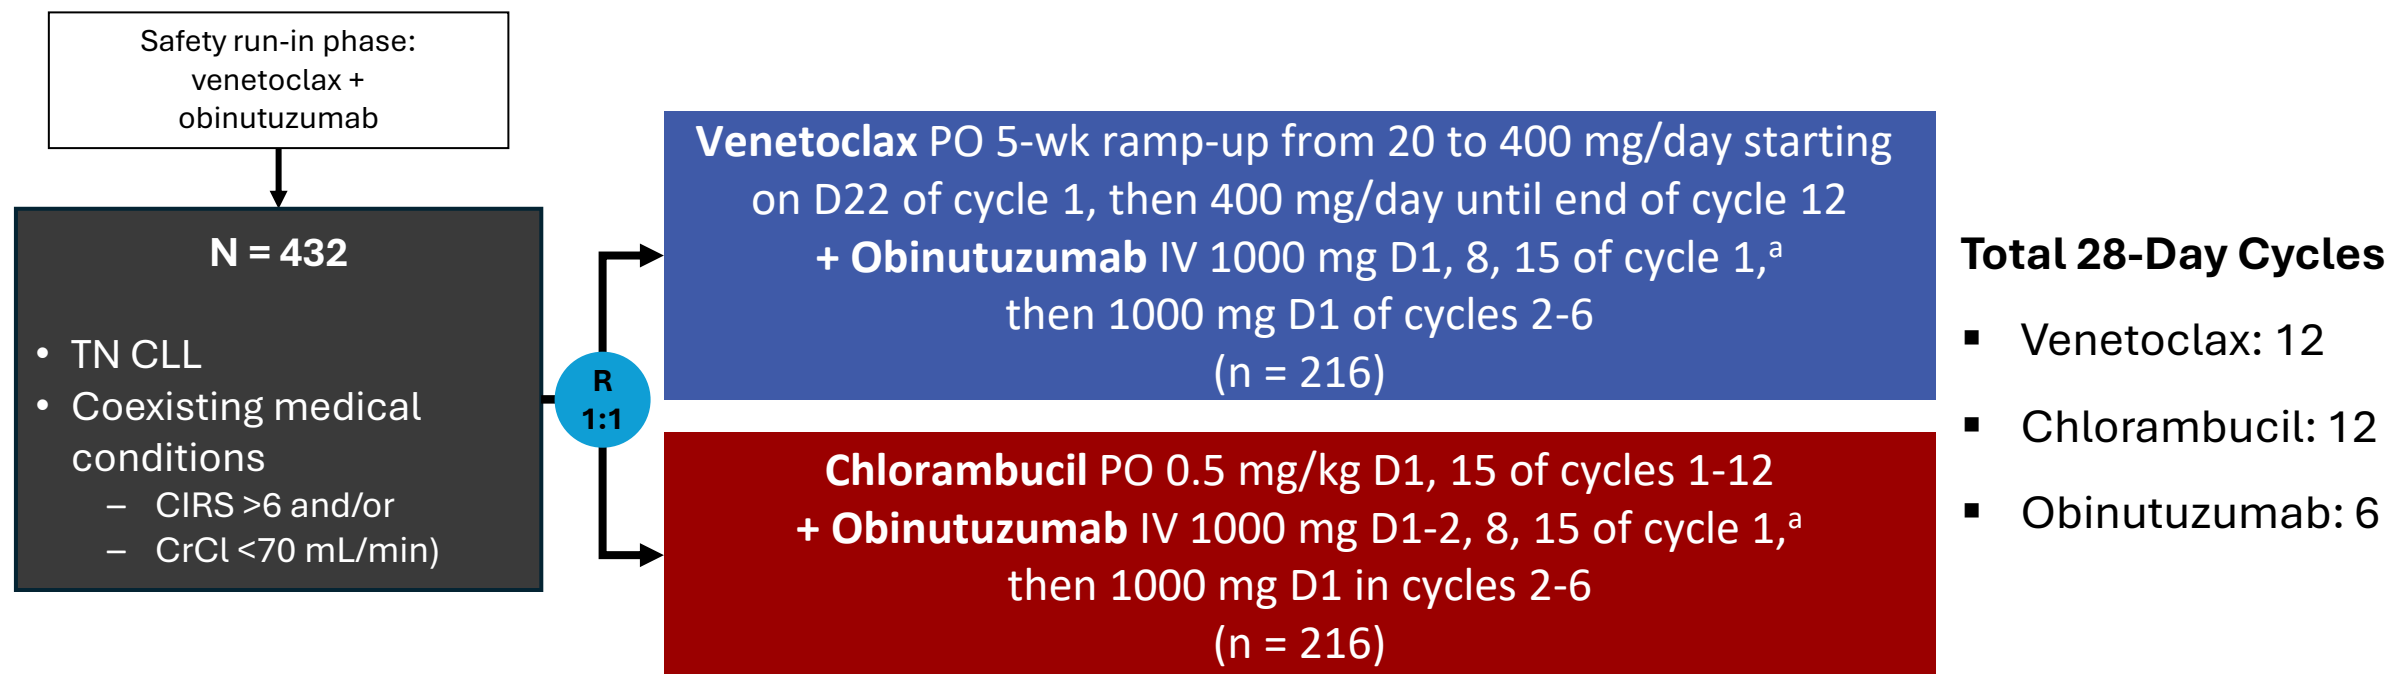 Safety run-in phase:
venetoclax +
obinutuzumab
N = 432
• TN CLL
• Coexisting medical
conditions
– CIRS >6 and/or
– CrCl <70 mL/min)
R
1:1
Venetoclax PO 5-wk ramp-up from 20 to 400 mg/day starting
on D22 of cycle 1, then 400 mg/day until end of cycle 12
+ Obinutuzumab IV 1000 mg D1, 8, 15 of cycle 1,ᵃ
then 1000 mg D1 of cycles 2-6
(n = 216)
Chlorambucil PO 0.5 mg/kg D1, 15 of cycles 1-12
+ Obinutuzumab IV 1000 mg D1-2, 8, 15 of cycle 1,ᵃ
then 1000 mg D1 in cycles 2-6
(n = 216)
Total 28-Day Cycles
▪ Venetoclax: 12
▪ Chlorambucil: 12
▪ Obinutuzumab: 6